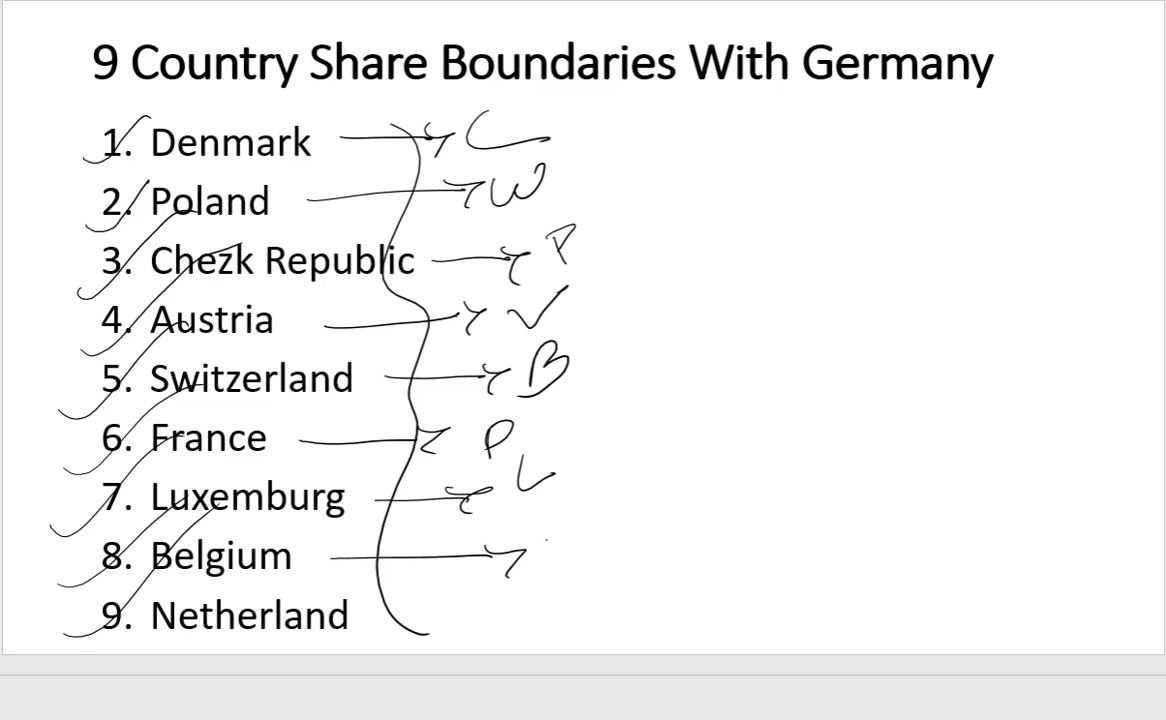 9 Country Share Boundaries With Germany
1. Denmark C
2. Poland W
3. Chezk Republic P
4. Austria V
5. Switzerland B
6. France P
7. Luxemburg L
8. Belgium
9. Netherland